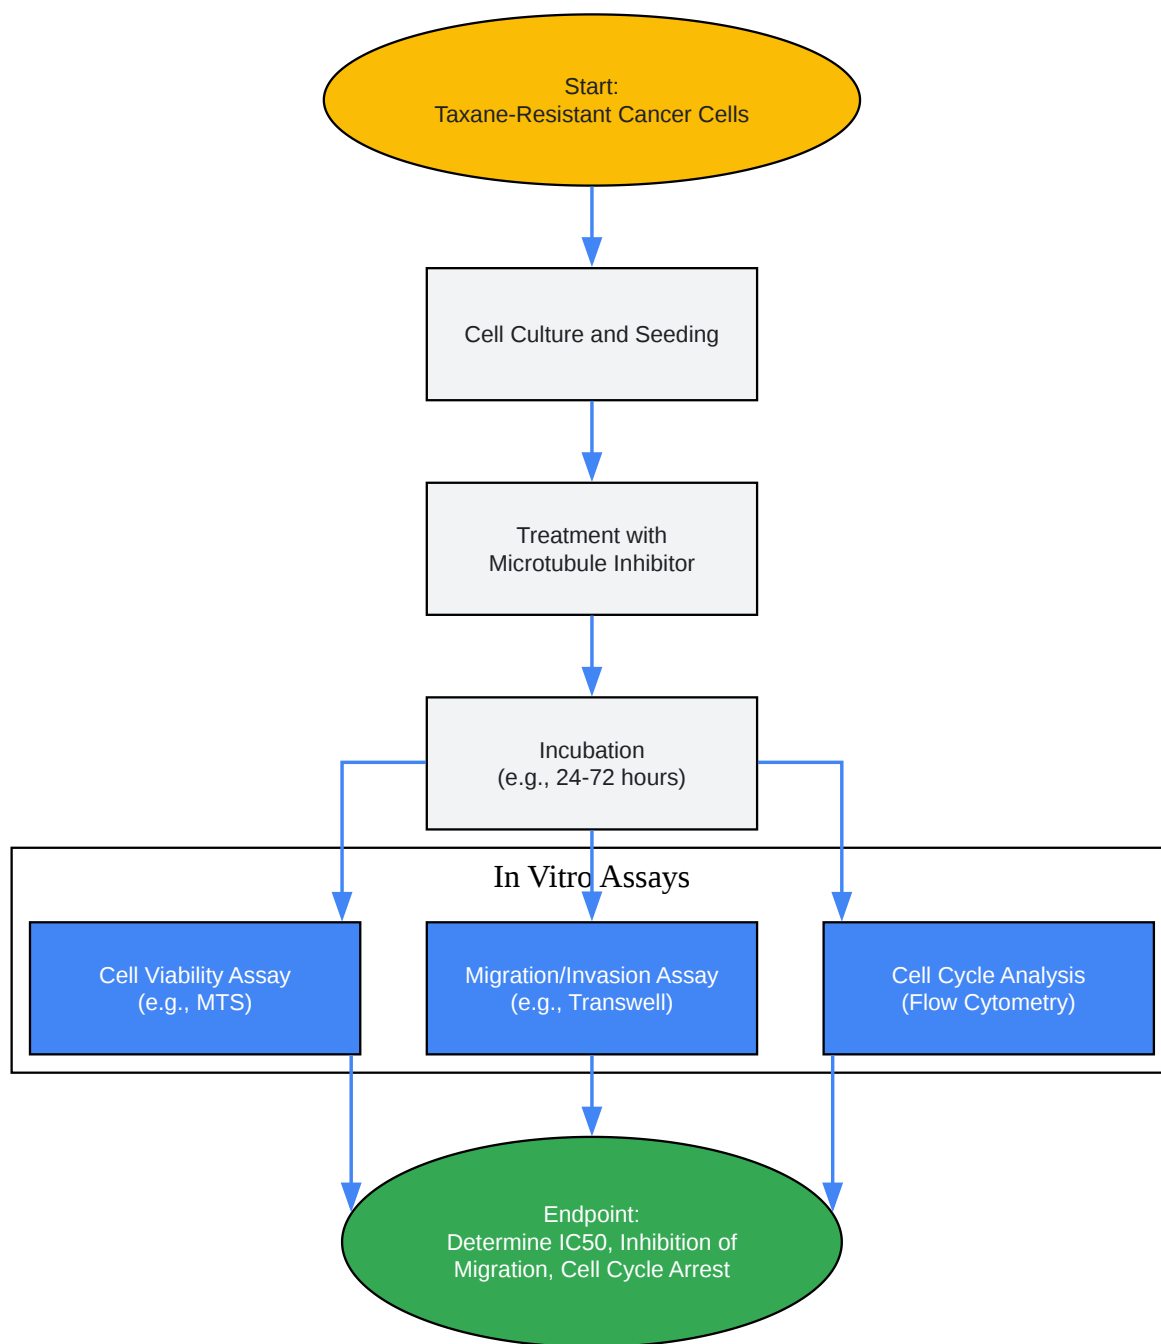 Start:
Taxane-Resistant Cancer Cells
Cell Culture and Seeding
Treatment with
Microtubule Inhibitor
Incubation
(e.g., 24-72 hours)
In Vitro Assays
Cell Viability Assay
(e.g., MTS)
Migration/Invasion Assay
(e.g., Transwell)
Cell Cycle Analysis
(Flow Cytometry)
Endpoint:
Determine IC50, Inhibition of
Migration, Cell Cycle Arrest